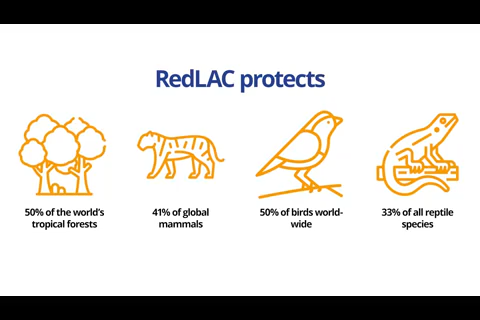 RedLAC protects
50% of the world's
tropical forests
41% of global
mammals
50% of birds world-
wide
33% of all reptile
species